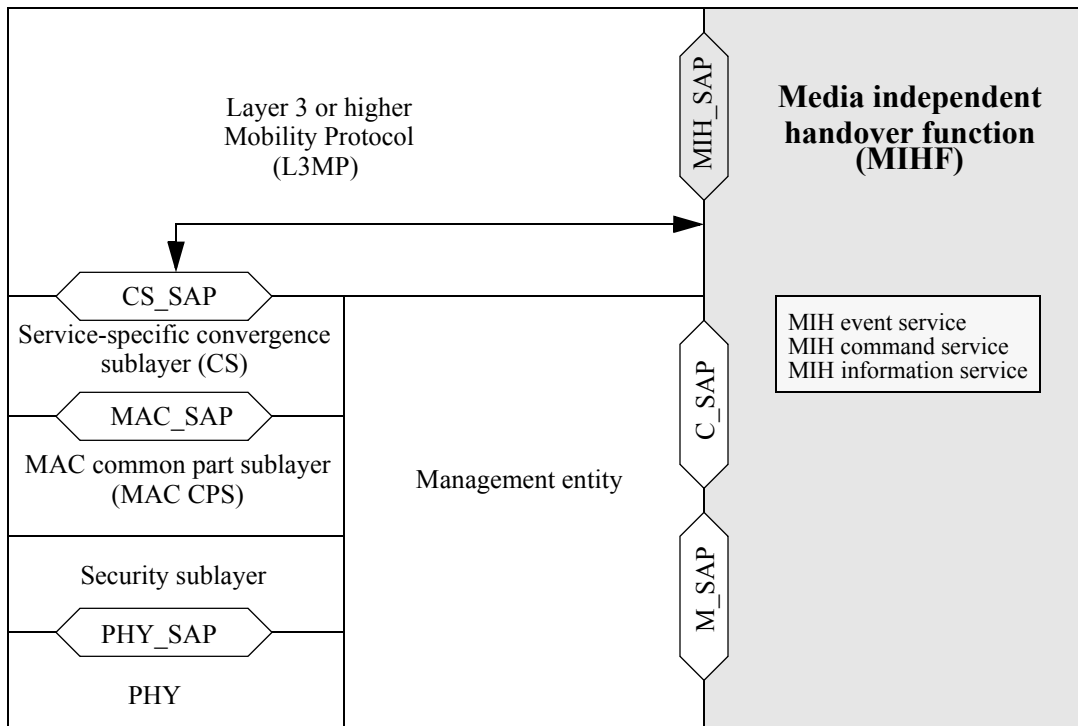 Layer 3 or higher
Mobility Protocol
(L3MP)
MIH_SAP
Media independent
handover function
(MIHF)
CS_SAP
Service-specific convergence
sublayer (CS)
MAC_SAP
MAC common part sublayer
(MAC CPS)
Security sublayer
PHY_SAP
PHY
Management entity
C_SAP
M_SAP
MIH event service
MIH command service
MIH information service